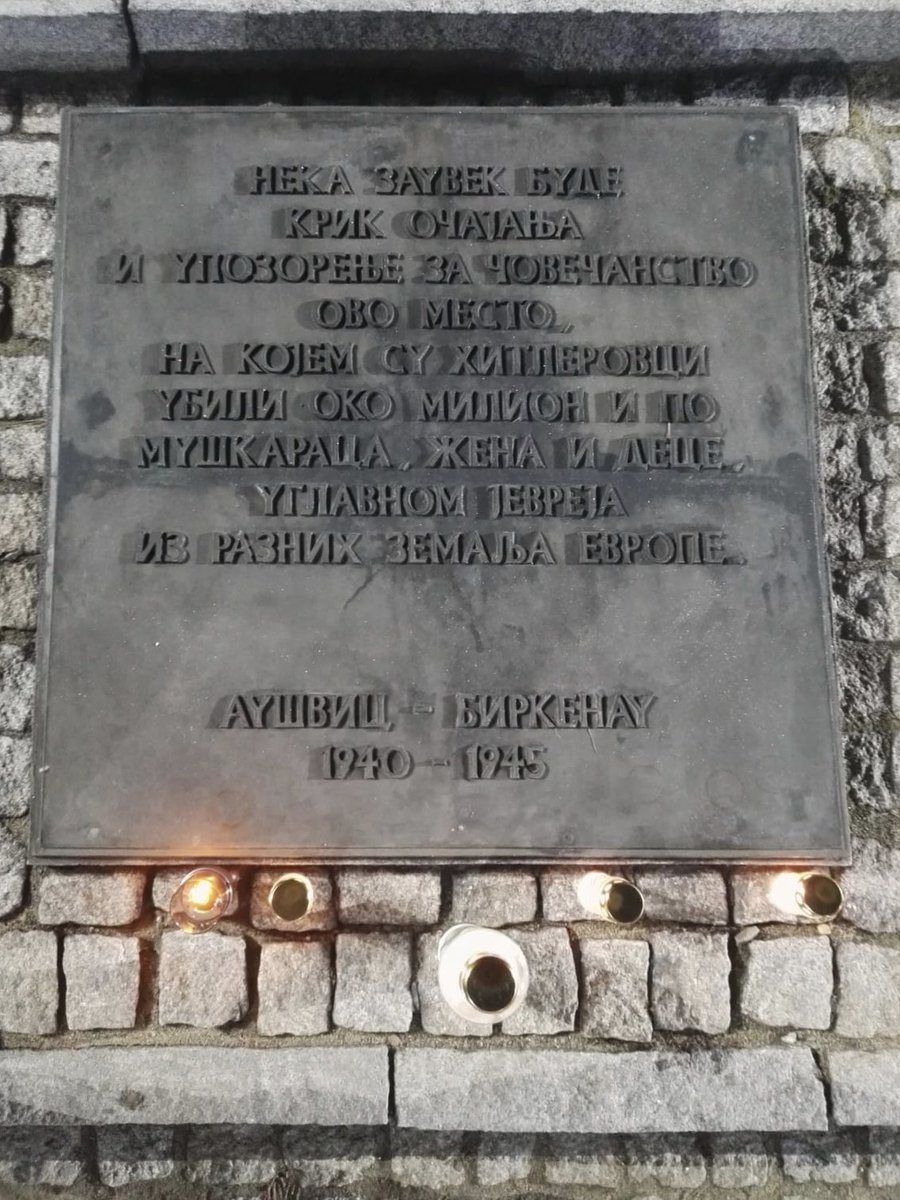 НЕКА ЗАУВЕК БУДЕ
КРИК ОЧАЈАЊА
И УПОЗОРЕЊЕ ЗА ЧОВЕЧАНСТВО
ОВО МЕСТО,
НА КОЈЕМ СУ ХИТЛЕРОВЦИ
УБИЛИ ОКО МИЛИОН И ПО
МУШКАРАЦА, ЖЕНА И ДЕЦЕ,
УГЛАВНОМ ЈЕВРЕЈА
ИЗ РАЗНИХ ЗЕМАЉА ЕВРОПЕ.
АУШВИЦ - БИРКЕНАУ
1940 - 1945